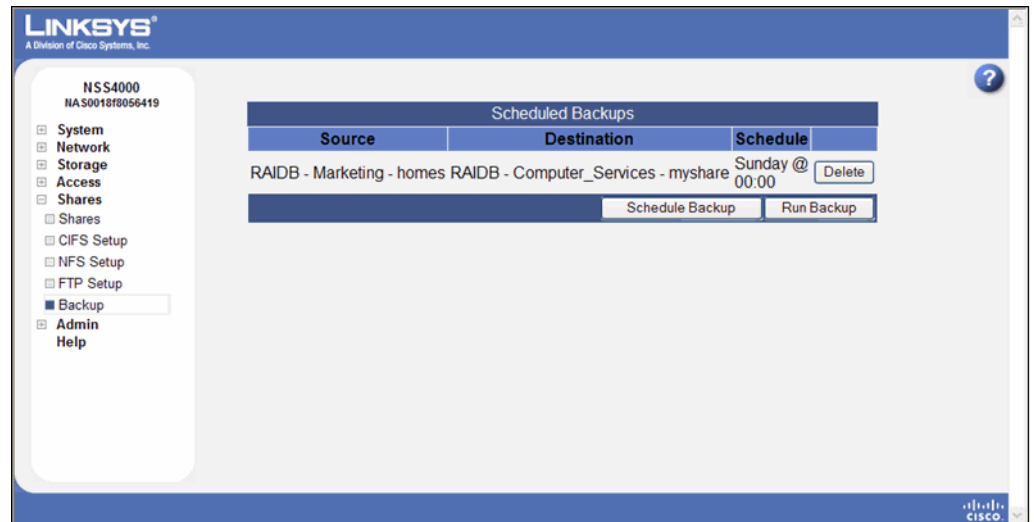 LINKSYS®
A Division of Cisco Systems, Inc.
NSS4000
NAS0018f8056419
System
Network
Storage
Access
Shares
Shares
CIFS Setup
NFS Setup
FTP Setup
Backup
Admin
Help
?
Scheduled Backups
Source Destination Schedule
RAIDB - Marketing - homes RAIDB - Computer_Services - myshare Sunday @ 00:00 Delete
Schedule Backup Run Backup
CISCO.